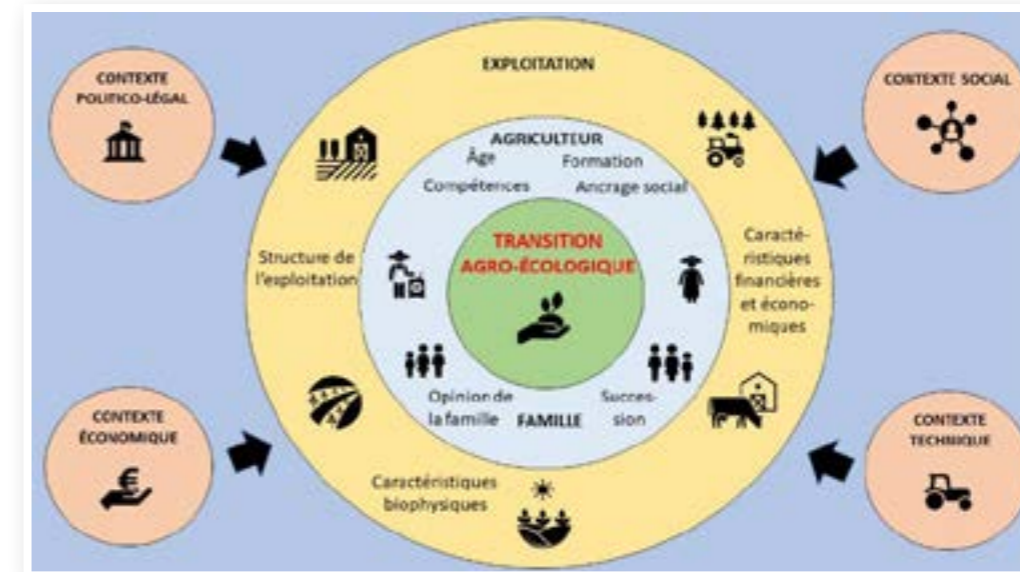 CONTEXTE
POLITICO-LÉGAL
EXPLOITATION
CONTEXTE SOCIAL
AGRICULTEUR
Âge
Formation
Compétences
Ancrage social
TRANSITION
AGRO-ÉCOLOGIQUE
Structure de
l'exploitation
Caracté-
ristiques
financières
et écono-
miques
Opinion de
la famille
FAMILLE
Succes-
sion
CONTEXTE
ÉCONOMIQUE
CONTEXTE
TECHNIQUE
Caractéristiques
biophysiques